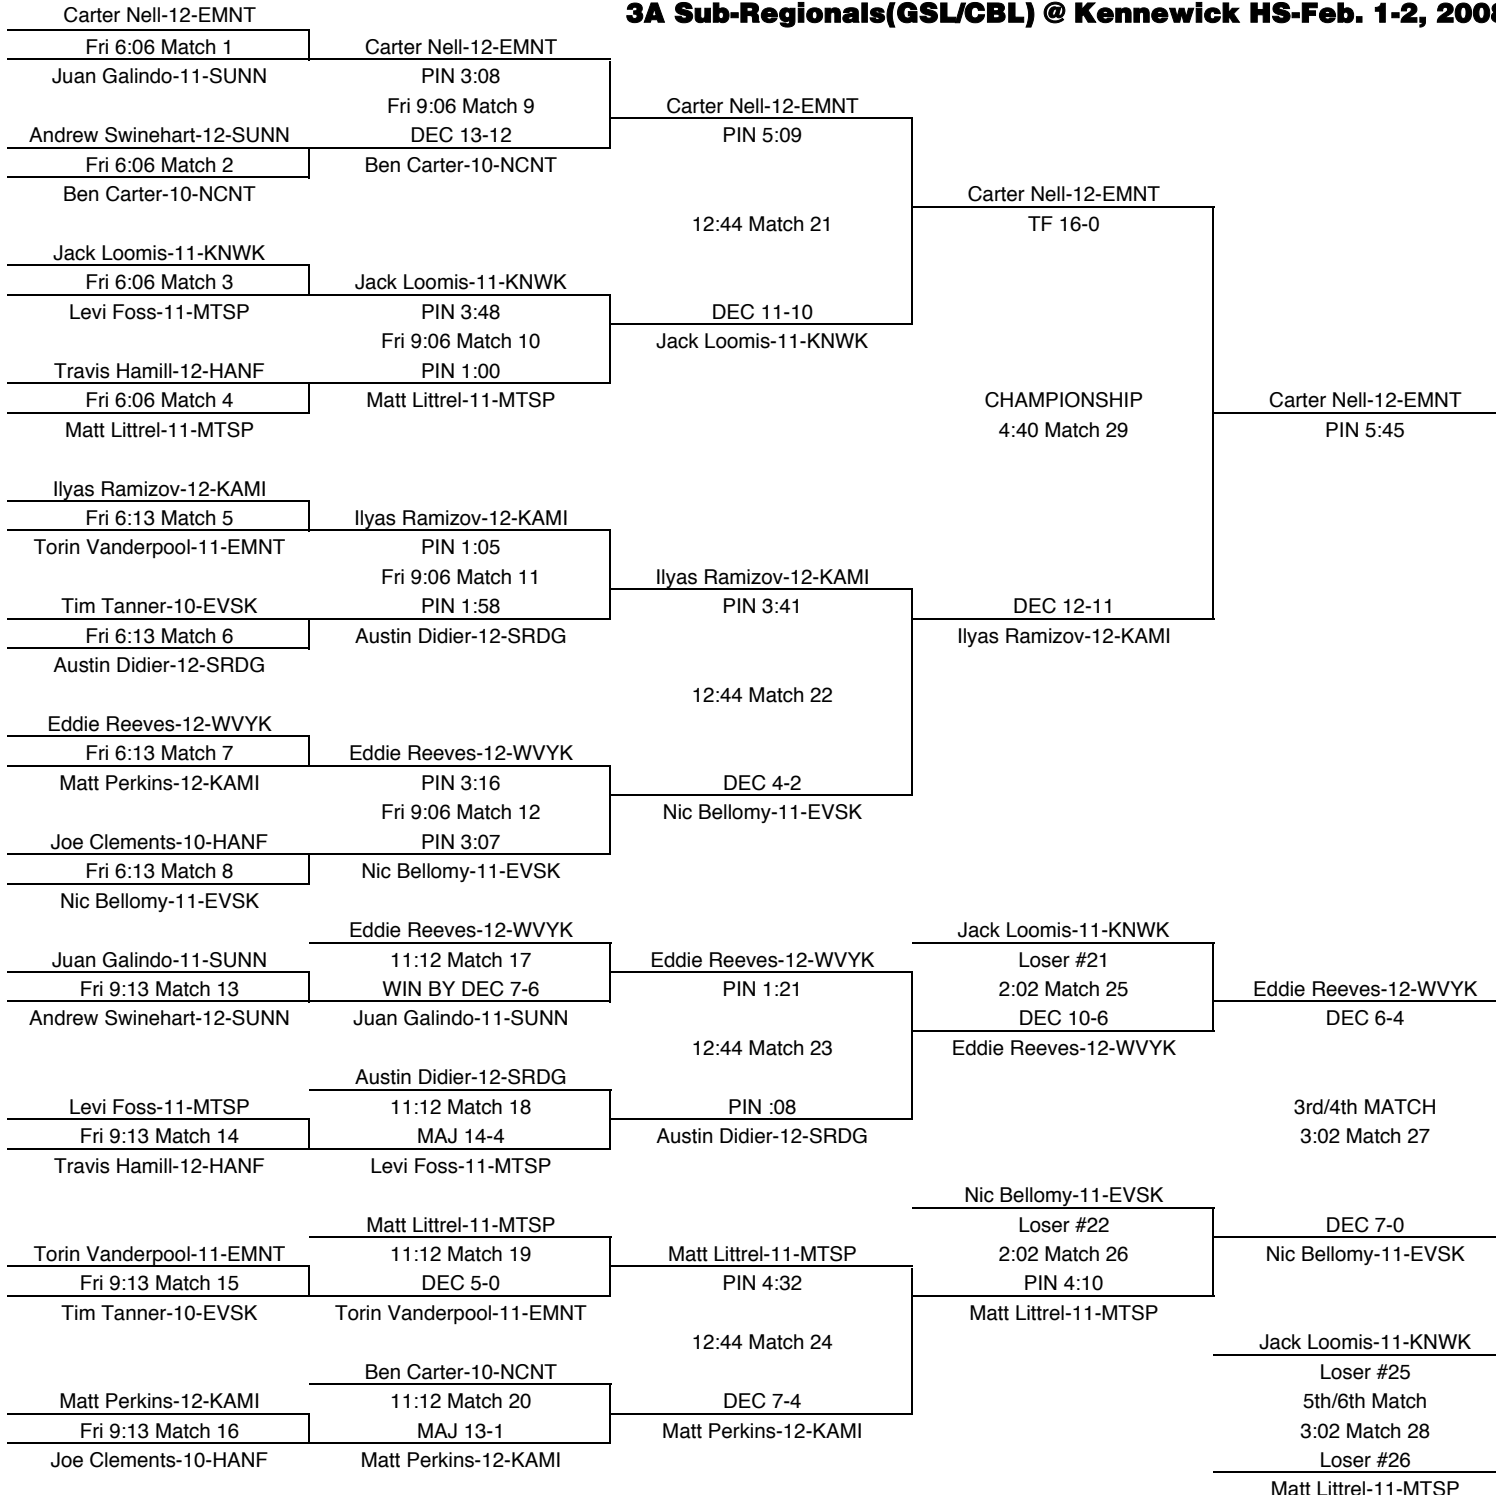 3A Sub-Regionals(GSL/CBL) @ Kennewick HS-Feb. 1-2, 2008
Carter Nell-12-EMNT
Fri 6:06 Match 1
Juan Galindo-11-SUNN
Andrew Swinehart-12-SUNN
Fri 6:06 Match 2
Ben Carter-10-NCNT
Jack Loomis-11-KNWK
Fri 6:06 Match 3
Levi Foss-11-MTSP
Travis Hamill-12-HANF
Fri 6:06 Match 4
Matt Littrel-11-MTSP
Ilyas Ramizov-12-KAMI
Fri 6:13 Match 5
Torin Vanderpool-11-EMNT
Tim Tanner-10-EVSK
Fri 6:13 Match 6
Austin Didier-12-SRDG
Eddie Reeves-12-WVYK
Fri 6:13 Match 7
Matt Perkins-12-KAMI
Joe Clements-10-HANF
Fri 6:13 Match 8
Nic Bellomy-11-EVSK
Carter Nell-12-EMNT
PIN 3:08
Fri 9:06 Match 9
DEC 13-12
Ben Carter-10-NCNT
Jack Loomis-11-KNWK
PIN 3:48
Fri 9:06 Match 10
PIN 1:00
Matt Littrel-11-MTSP
Ilyas Ramizov-12-KAMI
PIN 1:05
Fri 9:06 Match 11
PIN 1:58
Austin Didier-12-SRDG
Eddie Reeves-12-WVYK
PIN 3:16
Fri 9:06 Match 12
PIN 3:07
Nic Bellomy-11-EVSK
Carter Nell-12-EMNT
PIN 5:09
12:44 Match 21
DEC 11-10
Jack Loomis-11-KNWK
Ilyas Ramizov-12-KAMI
PIN 3:41
12:44 Match 22
DEC 4-2
Nic Bellomy-11-EVSK
Carter Nell-12-EMNT
TF 16-0
CHAMPIONSHIP
4:40 Match 29
DEC 12-11
Ilyas Ramizov-12-KAMI
Carter Nell-12-EMNT
PIN 5:45
Juan Galindo-11-SUNN
Fri 9:13 Match 13
Andrew Swinehart-12-SUNN
Levi Foss-11-MTSP
Fri 9:13 Match 14
Travis Hamill-12-HANF
Torin Vanderpool-11-EMNT
Fri 9:13 Match 15
Tim Tanner-10-EVSK
Matt Perkins-12-KAMI
Fri 9:13 Match 16
Joe Clements-10-HANF
Eddie Reeves-12-WVYK
11:12 Match 17
WIN BY DEC 7-6
Juan Galindo-11-SUNN
Austin Didier-12-SRDG
11:12 Match 18
MAJ 14-4
Levi Foss-11-MTSP
Matt Littrel-11-MTSP
11:12 Match 19
DEC 5-0
Torin Vanderpool-11-EMNT
Ben Carter-10-NCNT
11:12 Match 20
MAJ 13-1
Matt Perkins-12-KAMI
Eddie Reeves-12-WVYK
PIN 1:21
12:44 Match 23
PIN :08
Austin Didier-12-SRDG
Matt Littrel-11-MTSP
PIN 4:32
12:44 Match 24
DEC 7-4
Matt Perkins-12-KAMI
Jack Loomis-11-KNWK
Loser #21
2:02 Match 25
DEC 10-6
Eddie Reeves-12-WVYK
Nic Bellomy-11-EVSK
Loser #22
2:02 Match 26
PIN 4:10
Matt Littrel-11-MTSP
Eddie Reeves-12-WVYK
DEC 6-4
3rd/4th MATCH
3:02 Match 27
DEC 7-0
Nic Bellomy-11-EVSK
Jack Loomis-11-KNWK
Loser #25
5th/6th Match
3:02 Match 28
Loser #26
Matt Littrel-11-MTSP